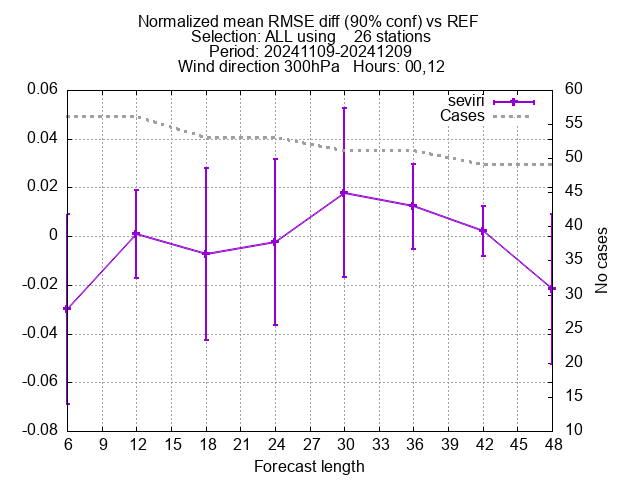 Normalized mean RMSE diff (90% conf) vs REF
Selection: ALL using    26 stations
Period: 20241109-20241209
Wind direction 300hPa   Hours: 00,12
seviri
Cases
0.06
0.04
0.02
0
-0.02
-0.04
-0.06
-0.08
60
55
50
45
40
35
30
25
20
15
10
No cases
6 9 12 15 18 21 24 27 30 33 36 39 42 45 48
Forecast length